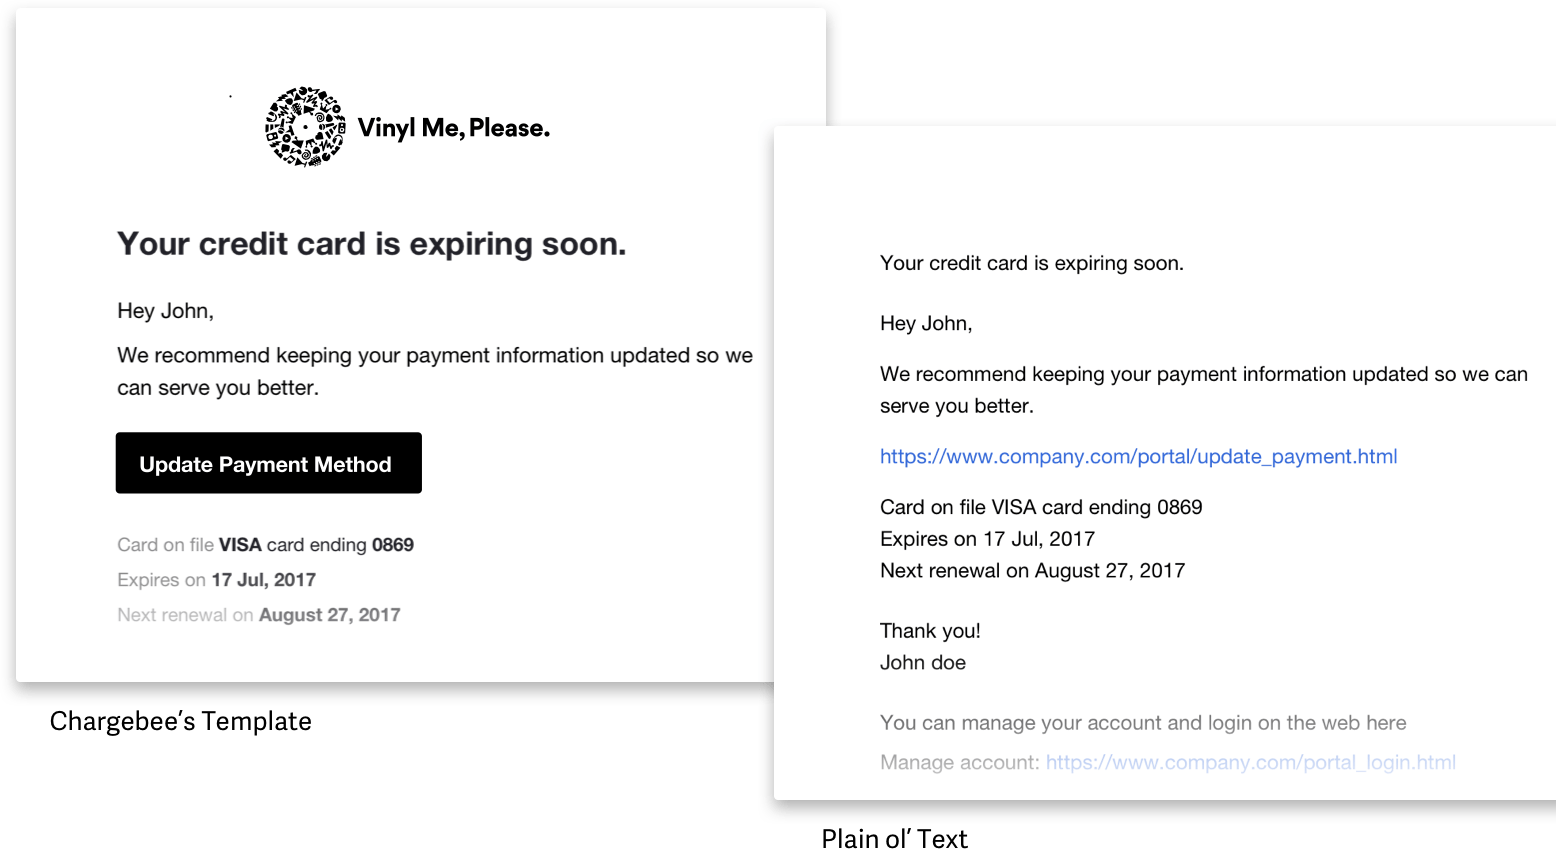 Vinyl Me, Please.
Your credit card is expiring soon.
Hey John,
We recommend keeping your payment information updated so we
can serve you better.
Update Payment Method
Card on file VISA card ending 0869
Expires on 17 Jul, 2017
Next renewal on August 27, 2017
Chargebee’s Template
Your credit card is expiring soon.
Hey John,
We recommend keeping your payment information updated so we can
serve you better.
https://www.company.com/portal/update_payment.html
Card on file VISA card ending 0869
Expires on 17 Jul, 2017
Next renewal on August 27, 2017
Thank you!
John doe
You can manage your account and login on the web here
Manage account: https://www.company.com/portal_login.html
Plain ol’ Text